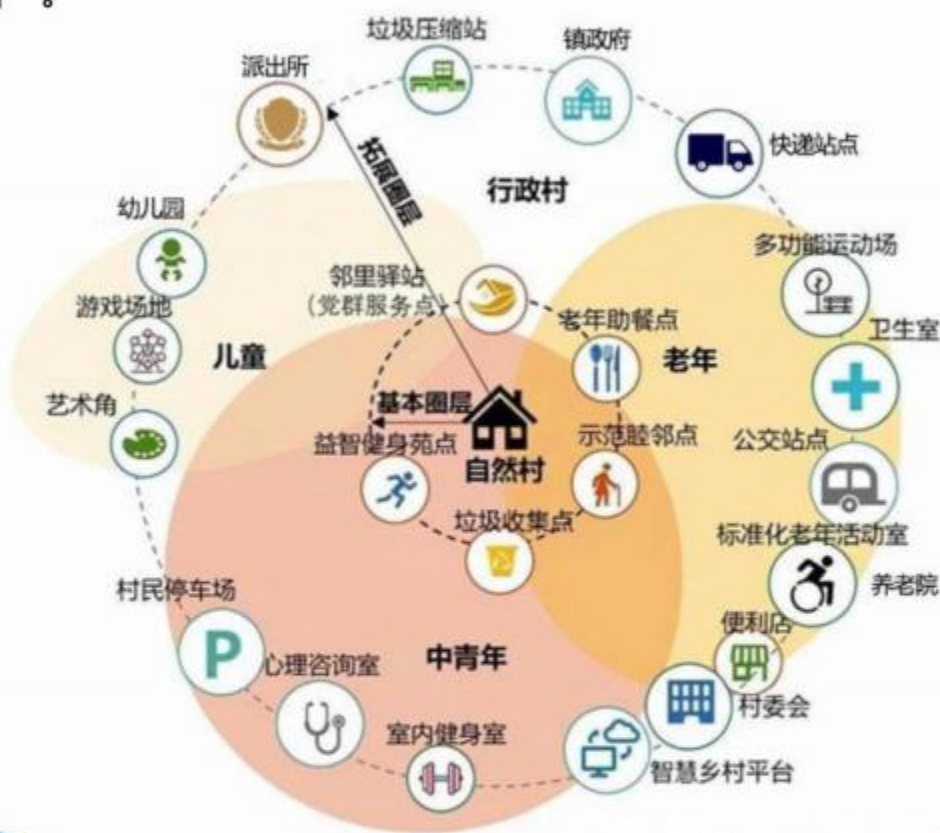 。
垃圾压缩站
镇政府
派出所
快递站点
拓展圈层
行政村
幼儿园
多功能运动场
邻里驿站
（党群服务点）
游戏场地
老年助餐点
卫生室
儿童
老年
艺术角
基本圈层
益智健身苑点
示范睦邻点
公交站点
自然村
垃圾收集点
标准化老年活动室
养老院
村民停车场
便利店
P
心理咨询室
中青年
村委会
室内健身室
智慧乡村平台